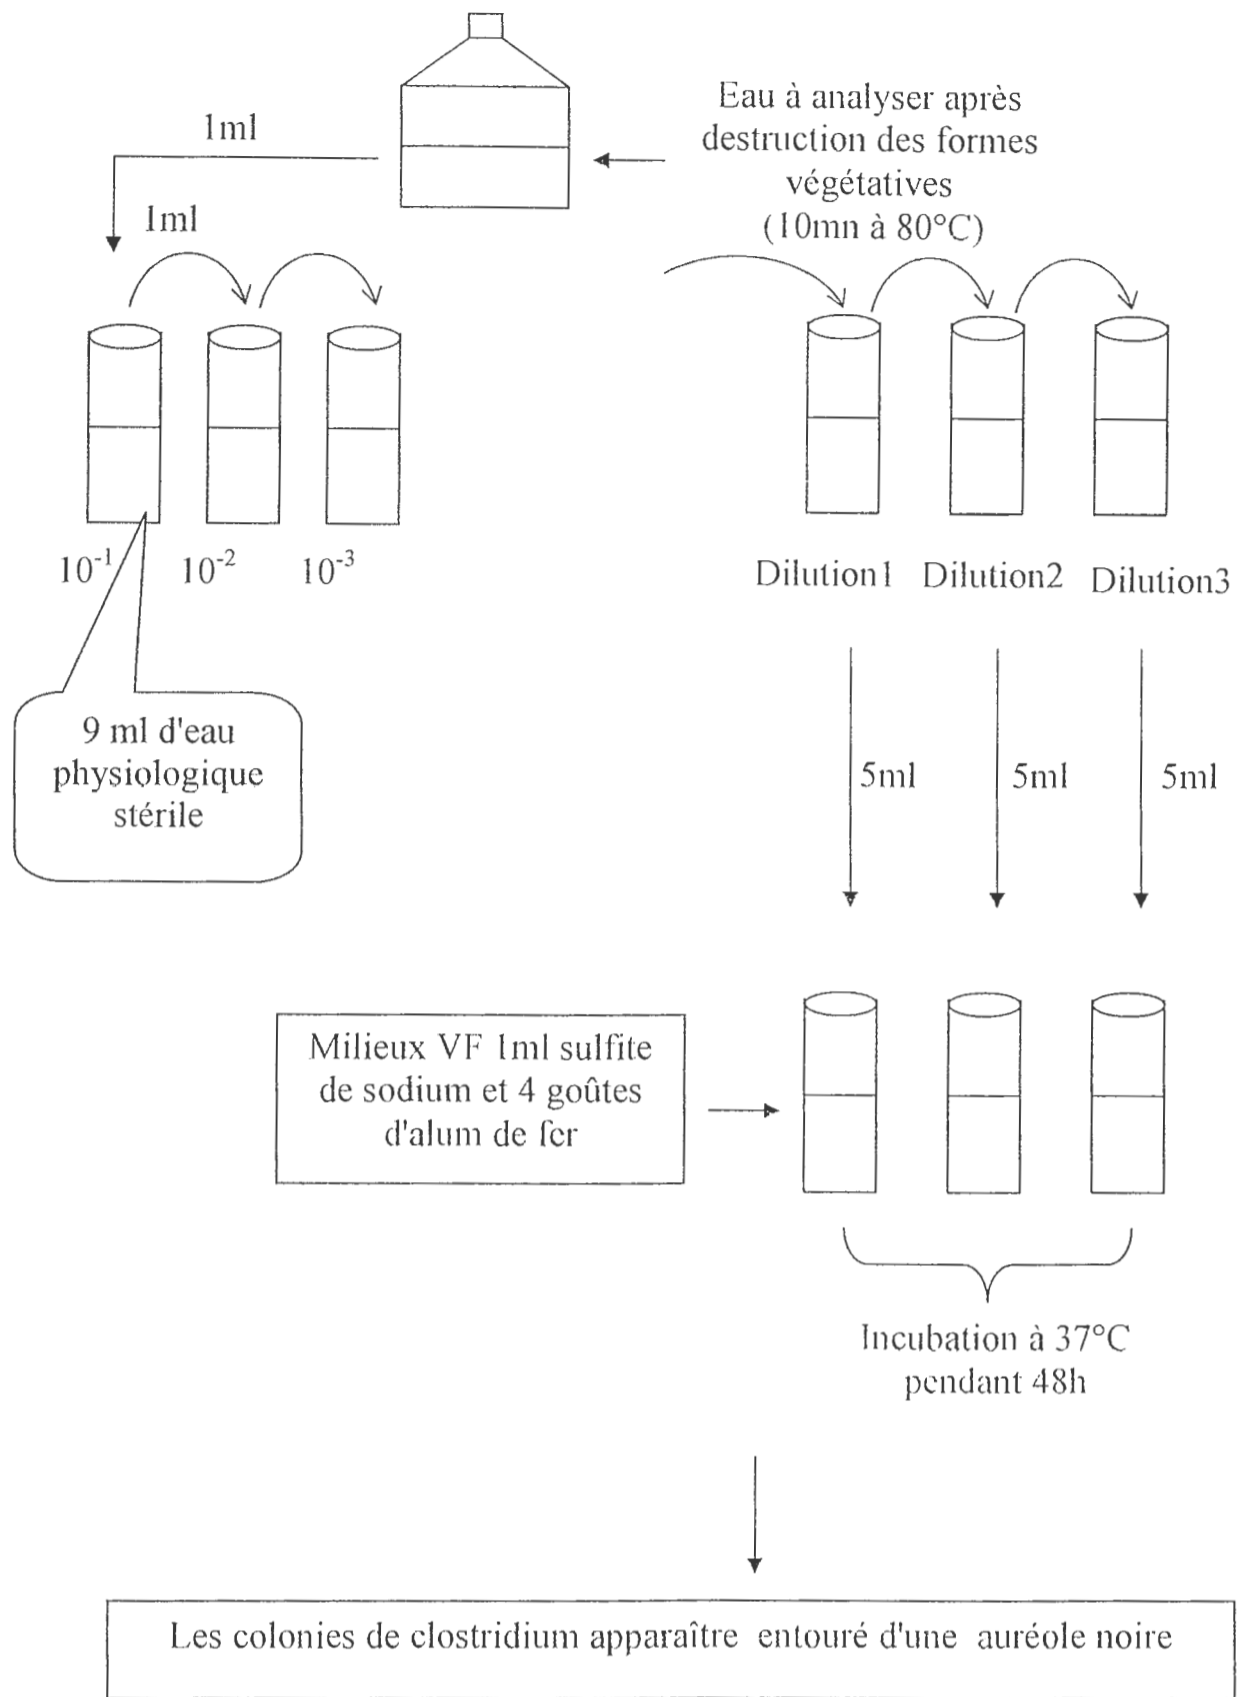 1ml
Eau à analyser après
destruction des formes
végétatives
(10mn à 80°C)
1ml
10⁻¹ 10⁻² 10⁻³
Dilution1 Dilution2 Dilution3
9 ml d'eau
physiologique
stérile
5ml 5ml 5ml
Milieux VF 1ml sulfite
de sodium et 4 goûtes
d'alum de fer
Incubation à 37°C
pendant 48h
Les colonies de clostridium apparaître entouré d'une auréole noire